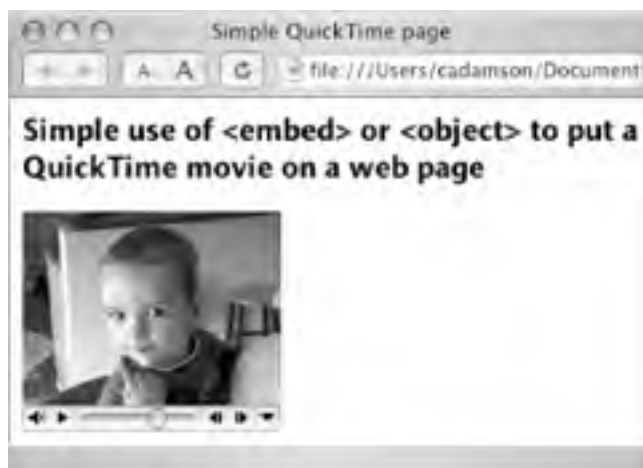 Simple QuickTime page
A A file:///Users/cadamson/Document
Simple use of <embed> or <object> to put a
QuickTime movie on a web page